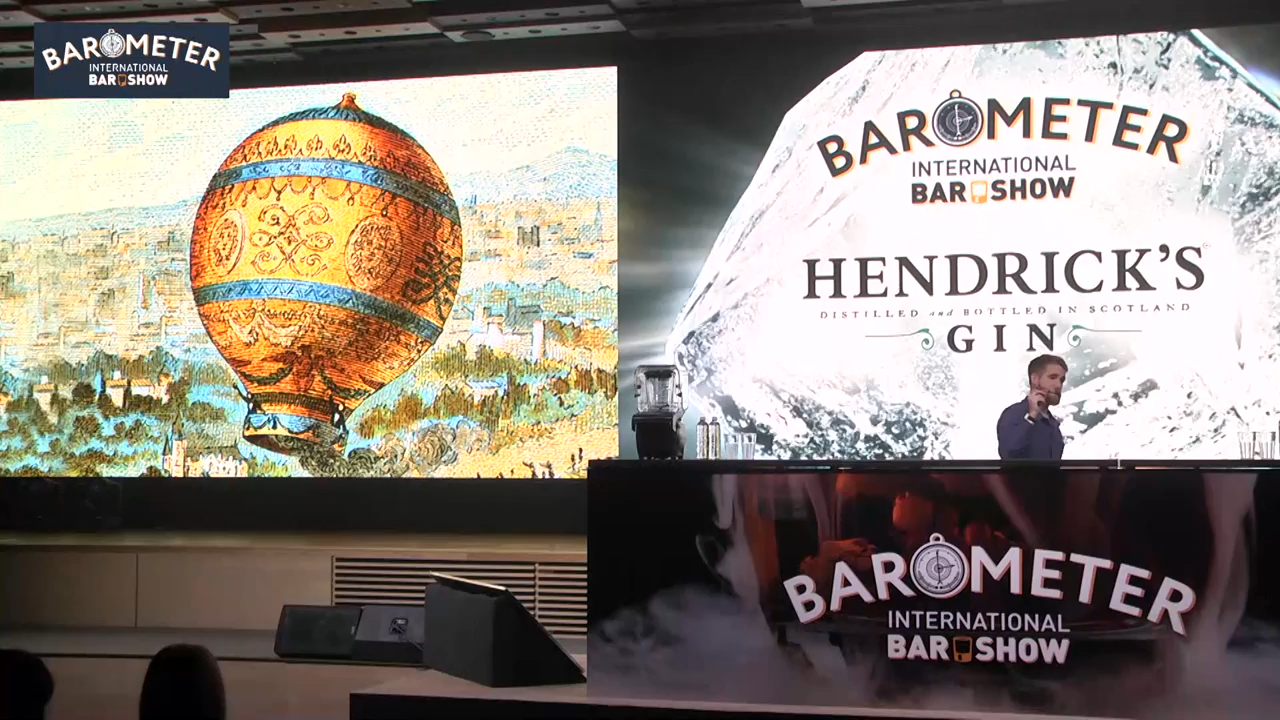 BAROMETER
INTERNATIONAL
BAR SHOW
BAROMETER
INTERNATIONAL
BAR SHOW
HENDRICK'S
DISTILLED and BOTTLED IN SCOTLAND
GIN
BAROMETER
INTERNATIONAL
BAR SHOW